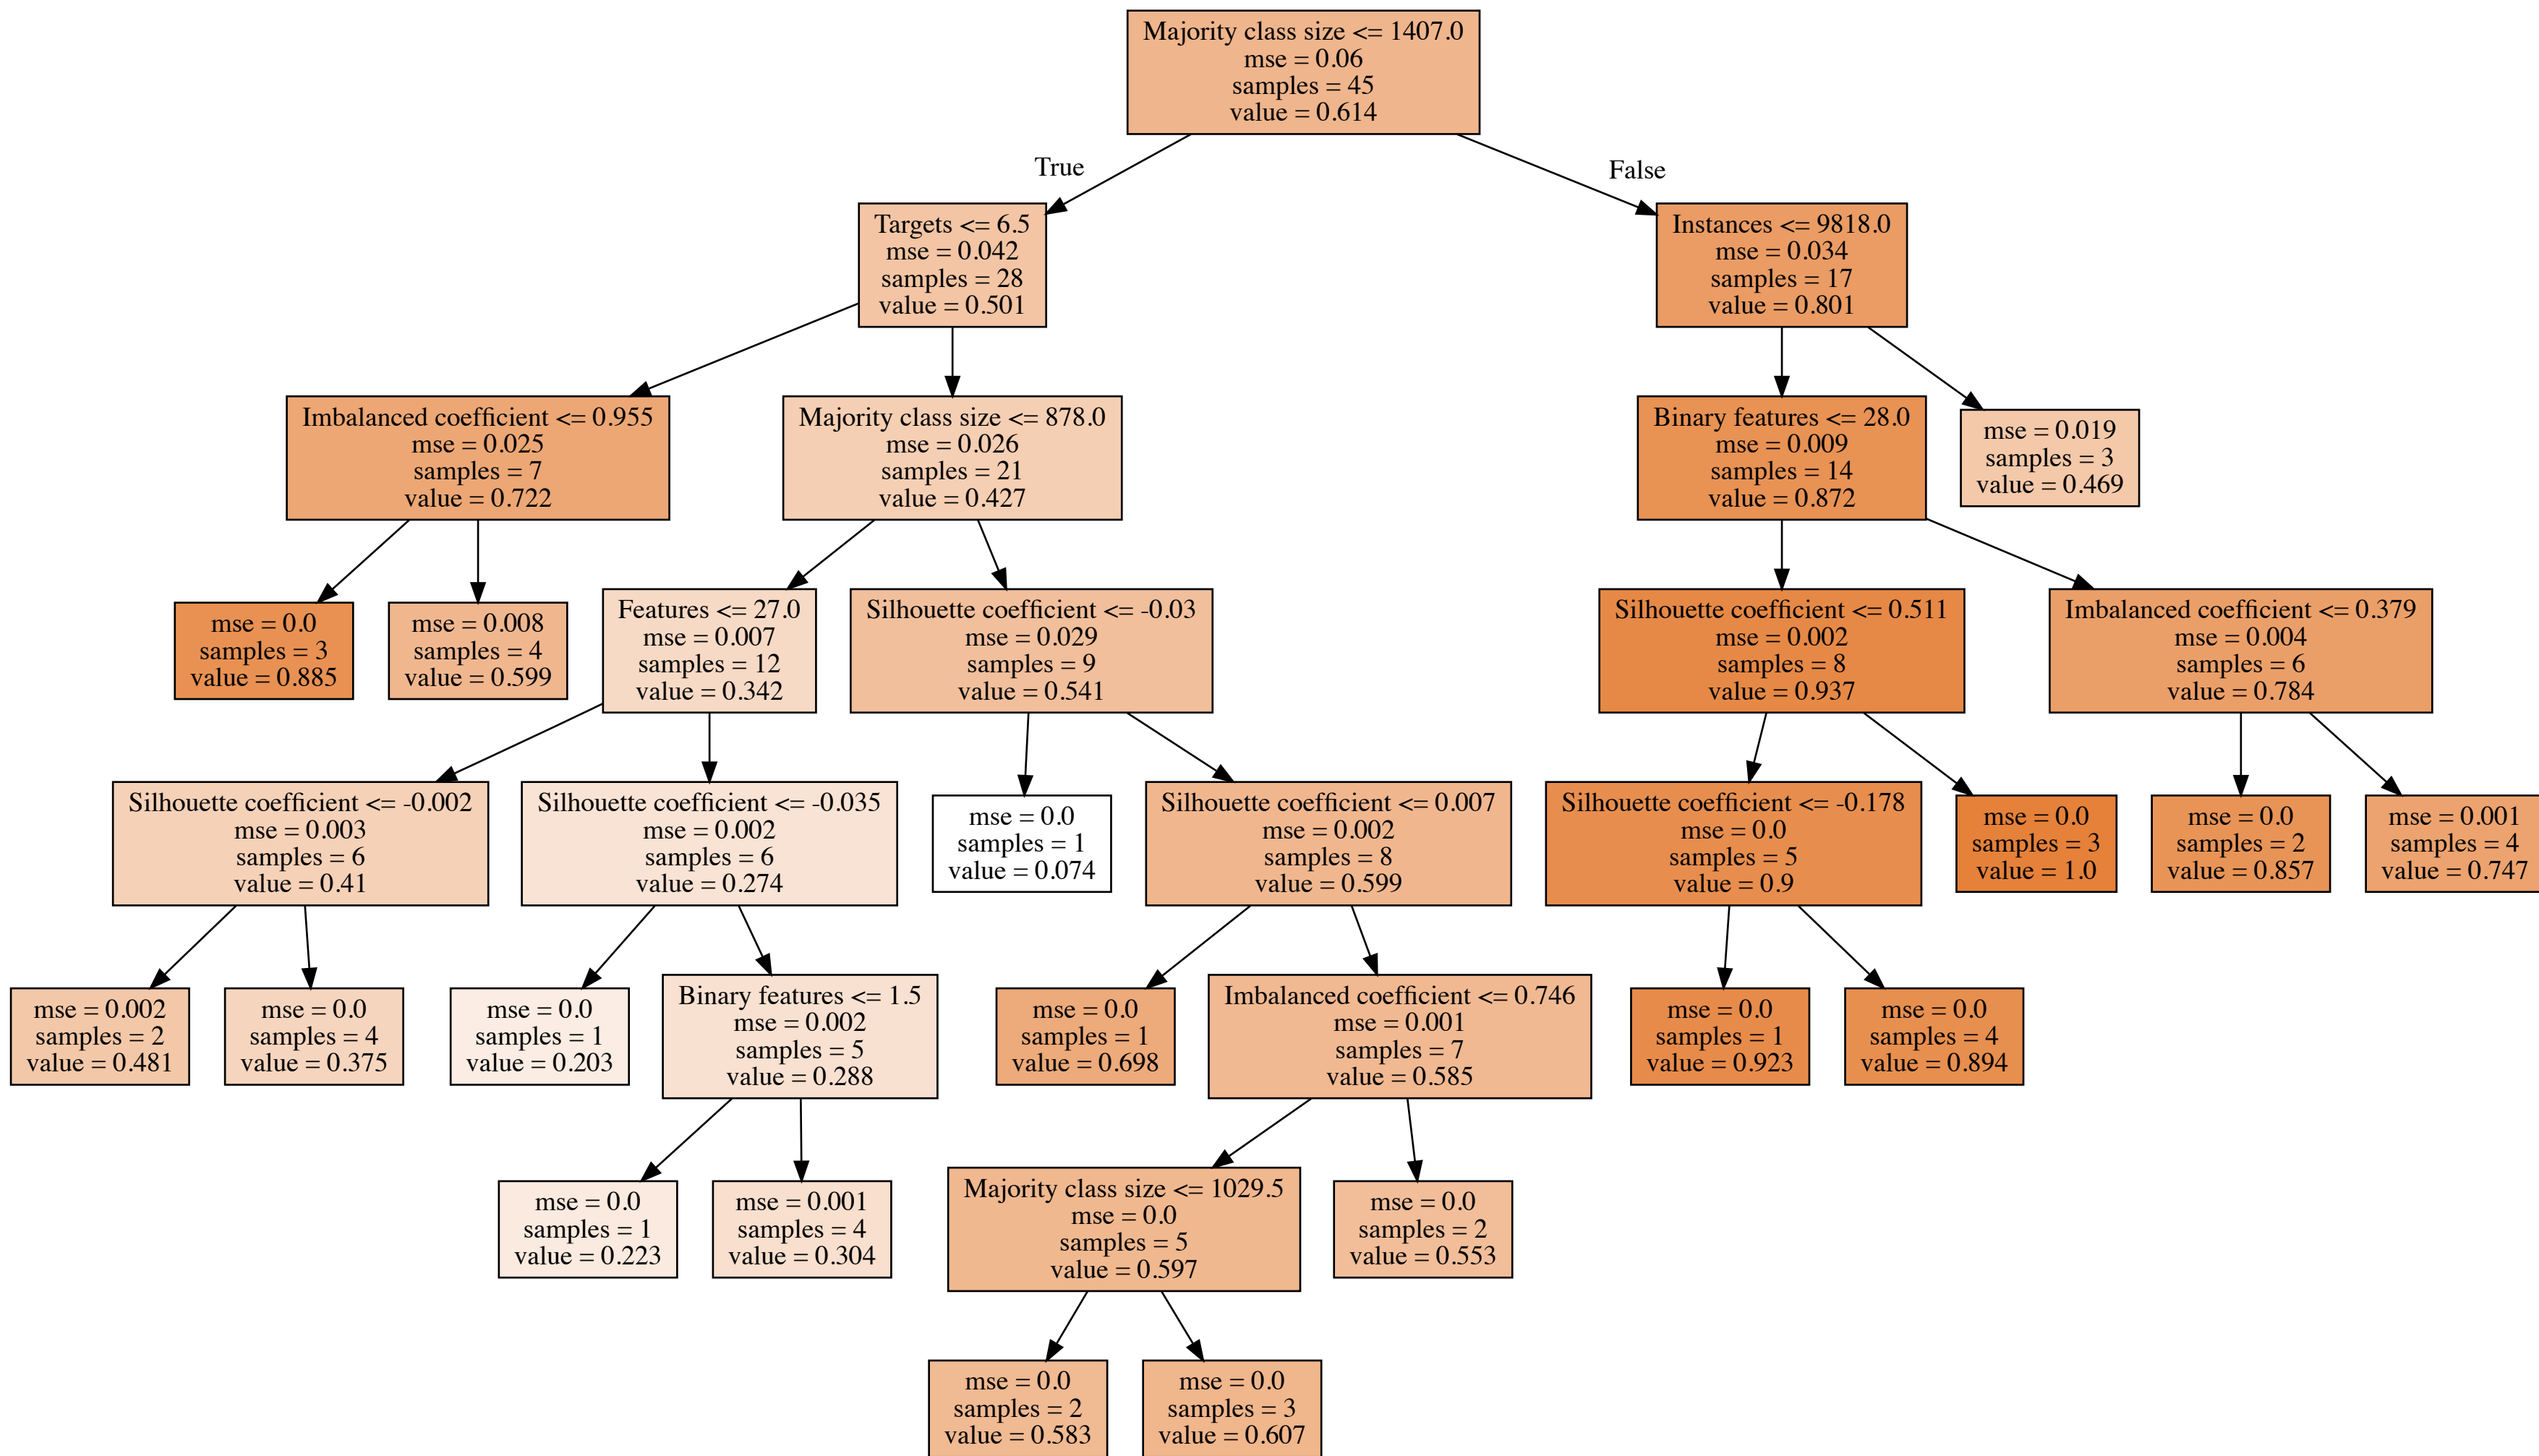 Majority class size <= 1407.0
mse = 0.06
samples = 45
value = 0.614
True
False
Targets <= 6.5
mse = 0.042
samples = 28
value = 0.501
Instances <= 9818.0
mse = 0.034
samples = 17
value = 0.801
Imbalanced coefficient <= 0.955
mse = 0.025
samples = 7
value = 0.722
Majority class size <= 878.0
mse = 0.026
samples = 21
value = 0.427
Binary features <= 28.0
mse = 0.009
samples = 14
value = 0.872
mse = 0.019
samples = 3
value = 0.469
mse = 0.0
samples = 3
value = 0.885
mse = 0.008
samples = 4
value = 0.599
Features <= 27.0
mse = 0.007
samples = 12
value = 0.342
Silhouette coefficient <= -0.03
mse = 0.029
samples = 9
value = 0.541
Silhouette coefficient <= 0.511
mse = 0.002
samples = 8
value = 0.937
Imbalanced coefficient <= 0.379
mse = 0.004
samples = 6
value = 0.784
Silhouette coefficient <= -0.002
mse = 0.003
samples = 6
value = 0.41
Silhouette coefficient <= -0.035
mse = 0.002
samples = 6
value = 0.274
mse = 0.0
samples = 1
value = 0.074
Silhouette coefficient <= 0.007
mse = 0.002
samples = 8
value = 0.599
Silhouette coefficient <= -0.178
mse = 0.0
samples = 5
value = 0.9
mse = 0.0
samples = 3
value = 1.0
mse = 0.0
samples = 2
value = 0.857
mse = 0.001
samples = 4
value = 0.747
mse = 0.002
samples = 2
value = 0.481
mse = 0.0
samples = 4
value = 0.375
mse = 0.0
samples = 1
value = 0.203
Binary features <= 1.5
mse = 0.002
samples = 5
value = 0.288
mse = 0.0
samples = 1
value = 0.698
Imbalanced coefficient <= 0.746
mse = 0.001
samples = 7
value = 0.585
mse = 0.0
samples = 1
value = 0.923
mse = 0.0
samples = 4
value = 0.894
mse = 0.0
samples = 1
value = 0.223
mse = 0.001
samples = 4
value = 0.304
Majority class size <= 1029.5
mse = 0.0
samples = 5
value = 0.597
mse = 0.0
samples = 2
value = 0.553
mse = 0.0
samples = 2
value = 0.583
mse = 0.0
samples = 3
value = 0.607